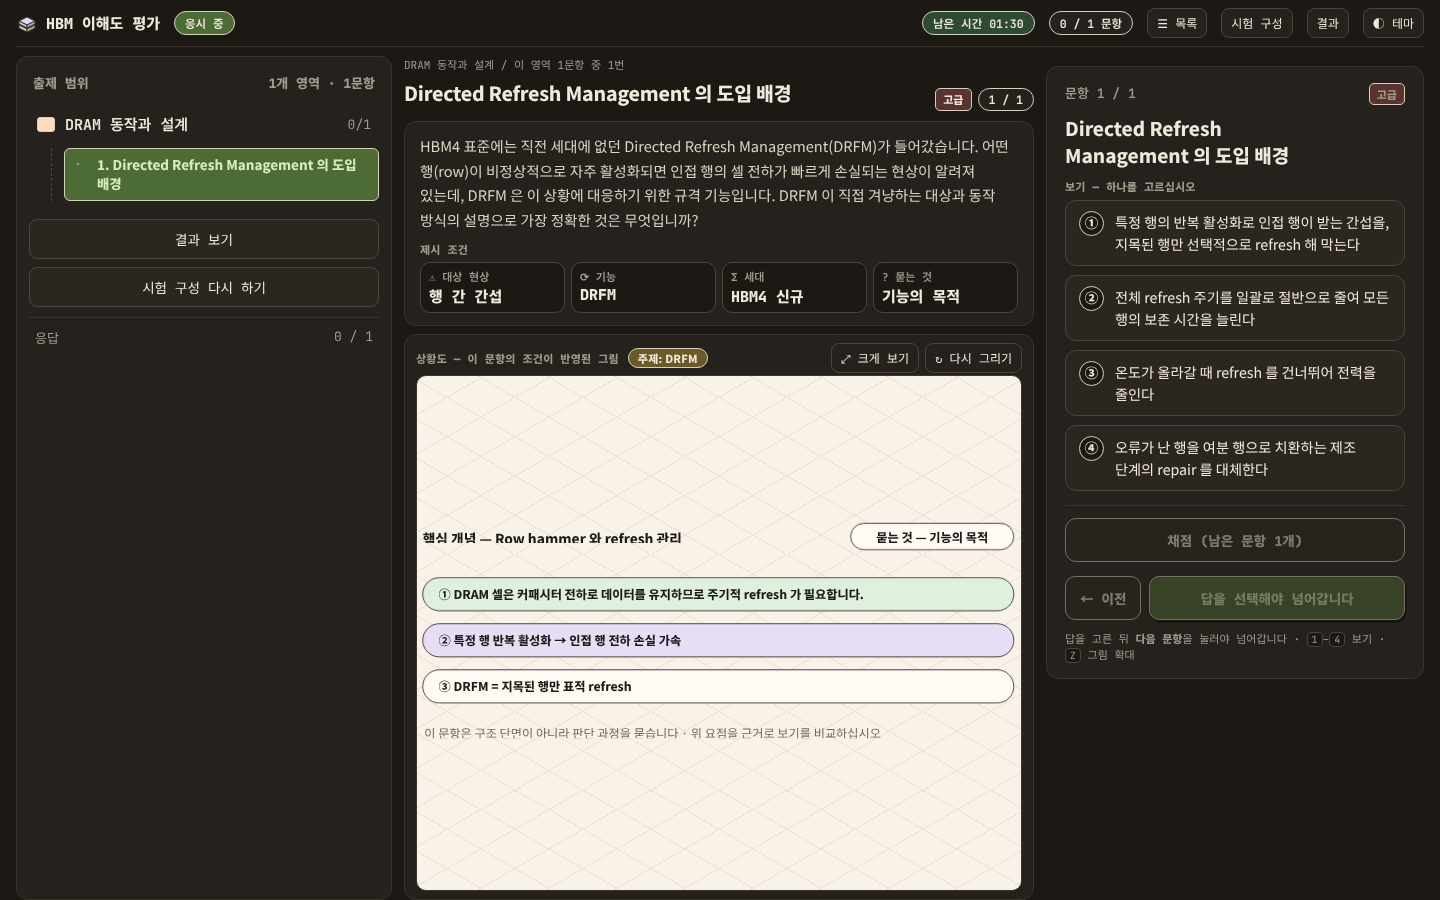 HBM 이해도 평가
응시 중
남은 시간 01:30
0 / 1 문항
☰ 목록
시험 구성
결과
◐ 테마
출제 범위
1개 영역 · 1문항
DRAM 동작과 설계
0/1
· 1. Directed Refresh Management 의 도입
배경
결과 보기
시험 구성 다시 하기
응답
0 / 1
DRAM 동작과 설계 / 이 영역 1문항 중 1번
Directed Refresh Management 의 도입 배경
고급
1 / 1
HBM4 표준에는 직전 세대에 없던 Directed Refresh Management(DRFM)가 들어갔습니다. 어떤
행(row)이 비정상적으로 자주 활성화되면 인접 행의 셀 전하가 빠르게 손실되는 현상이 알려져
있는데, DRFM 은 이 상황에 대응하기 위한 규격 기능입니다. DRFM 이 직접 겨냥하는 대상과 동작
방식의 설명으로 가장 정확한 것은 무엇입니까?
제시 조건
⚠ 대상 현상
행 간 간섭
⟳ 기능
DRFM
Σ 세대
HBM4 신규
? 묻는 것
기능의 목적
상황도 — 이 문항의 조건이 반영된 그림
주제: DRFM
⤢ 크게 보기
↻ 다시 그리기
핵심 개념 — Row hammer 와 refresh 관리
묻는 것 — 기능의 목적
① DRAM 셀은 커패시터 전하로 데이터를 유지하므로 주기적 refresh 가 필요합니다.
② 특정 행 반복 활성화 → 인접 행 전하 손실 가속
③ DRFM = 지목된 행만 표적 refresh
이 문항은 구조 단면이 아니라 판단 과정을 묻습니다 · 위 요점을 근거로 보기를 비교하십시오
문항 1 / 1
고급
Directed Refresh
Management 의 도입 배경
보기 — 하나를 고르십시오
① 특정 행의 반복 활성화로 인접 행이 받는 간섭을,
지목된 행만 선택적으로 refresh 해 막는다
② 전체 refresh 주기를 일괄로 절반으로 줄여 모든
행의 보존 시간을 늘린다
③ 온도가 올라갈 때 refresh 를 건너뛰어 전력을
줄인다
④ 오류가 난 행을 여분 행으로 치환하는 제조
단계의 repair 를 대체한다
채점 (남은 문항 1개)
← 이전
답을 선택해야 넘어갑니다
답을 고른 뒤 다음 문항을 눌러야 넘어갑니다 · 1–4 보기 ·
Z 그림 확대